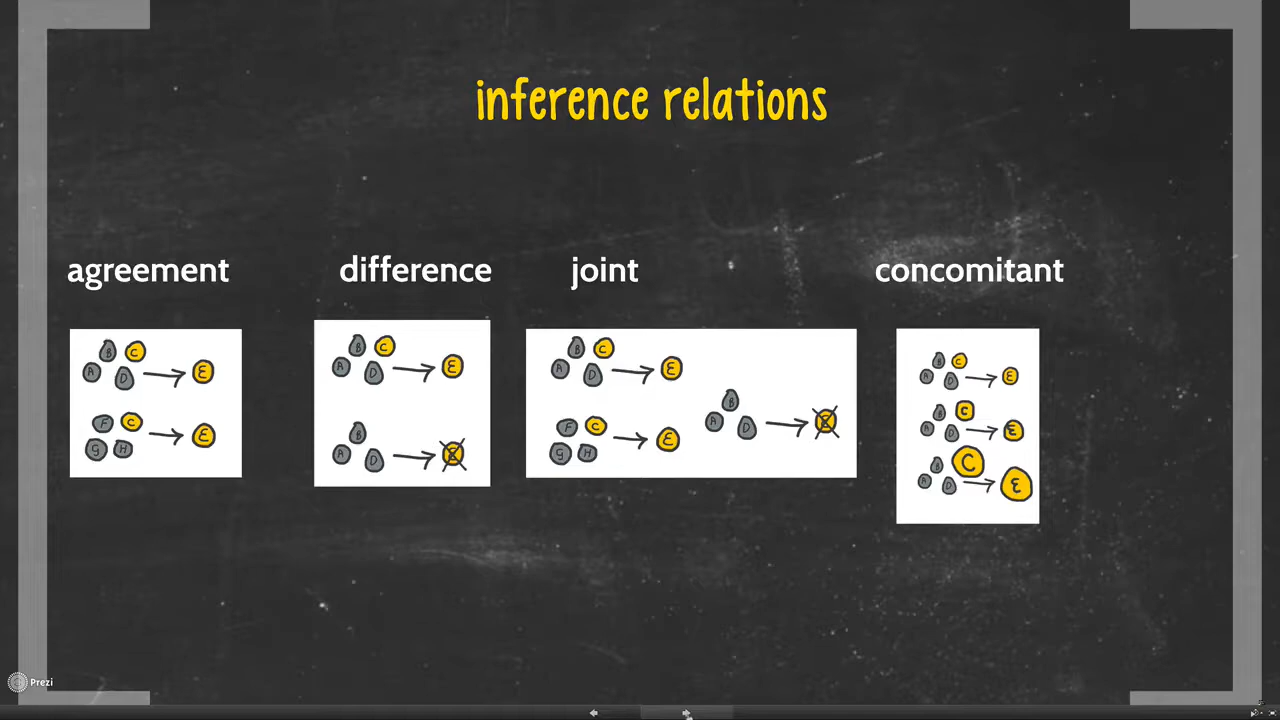 inference relations
agreement
difference
joint
concomitant
B C
A D E
F C
G H E
B C
A D E
B
A D E
B C
A D E
F C
G H E
B
A D E
B C
A D E
B C
A D E
B C
A D E
Prezi